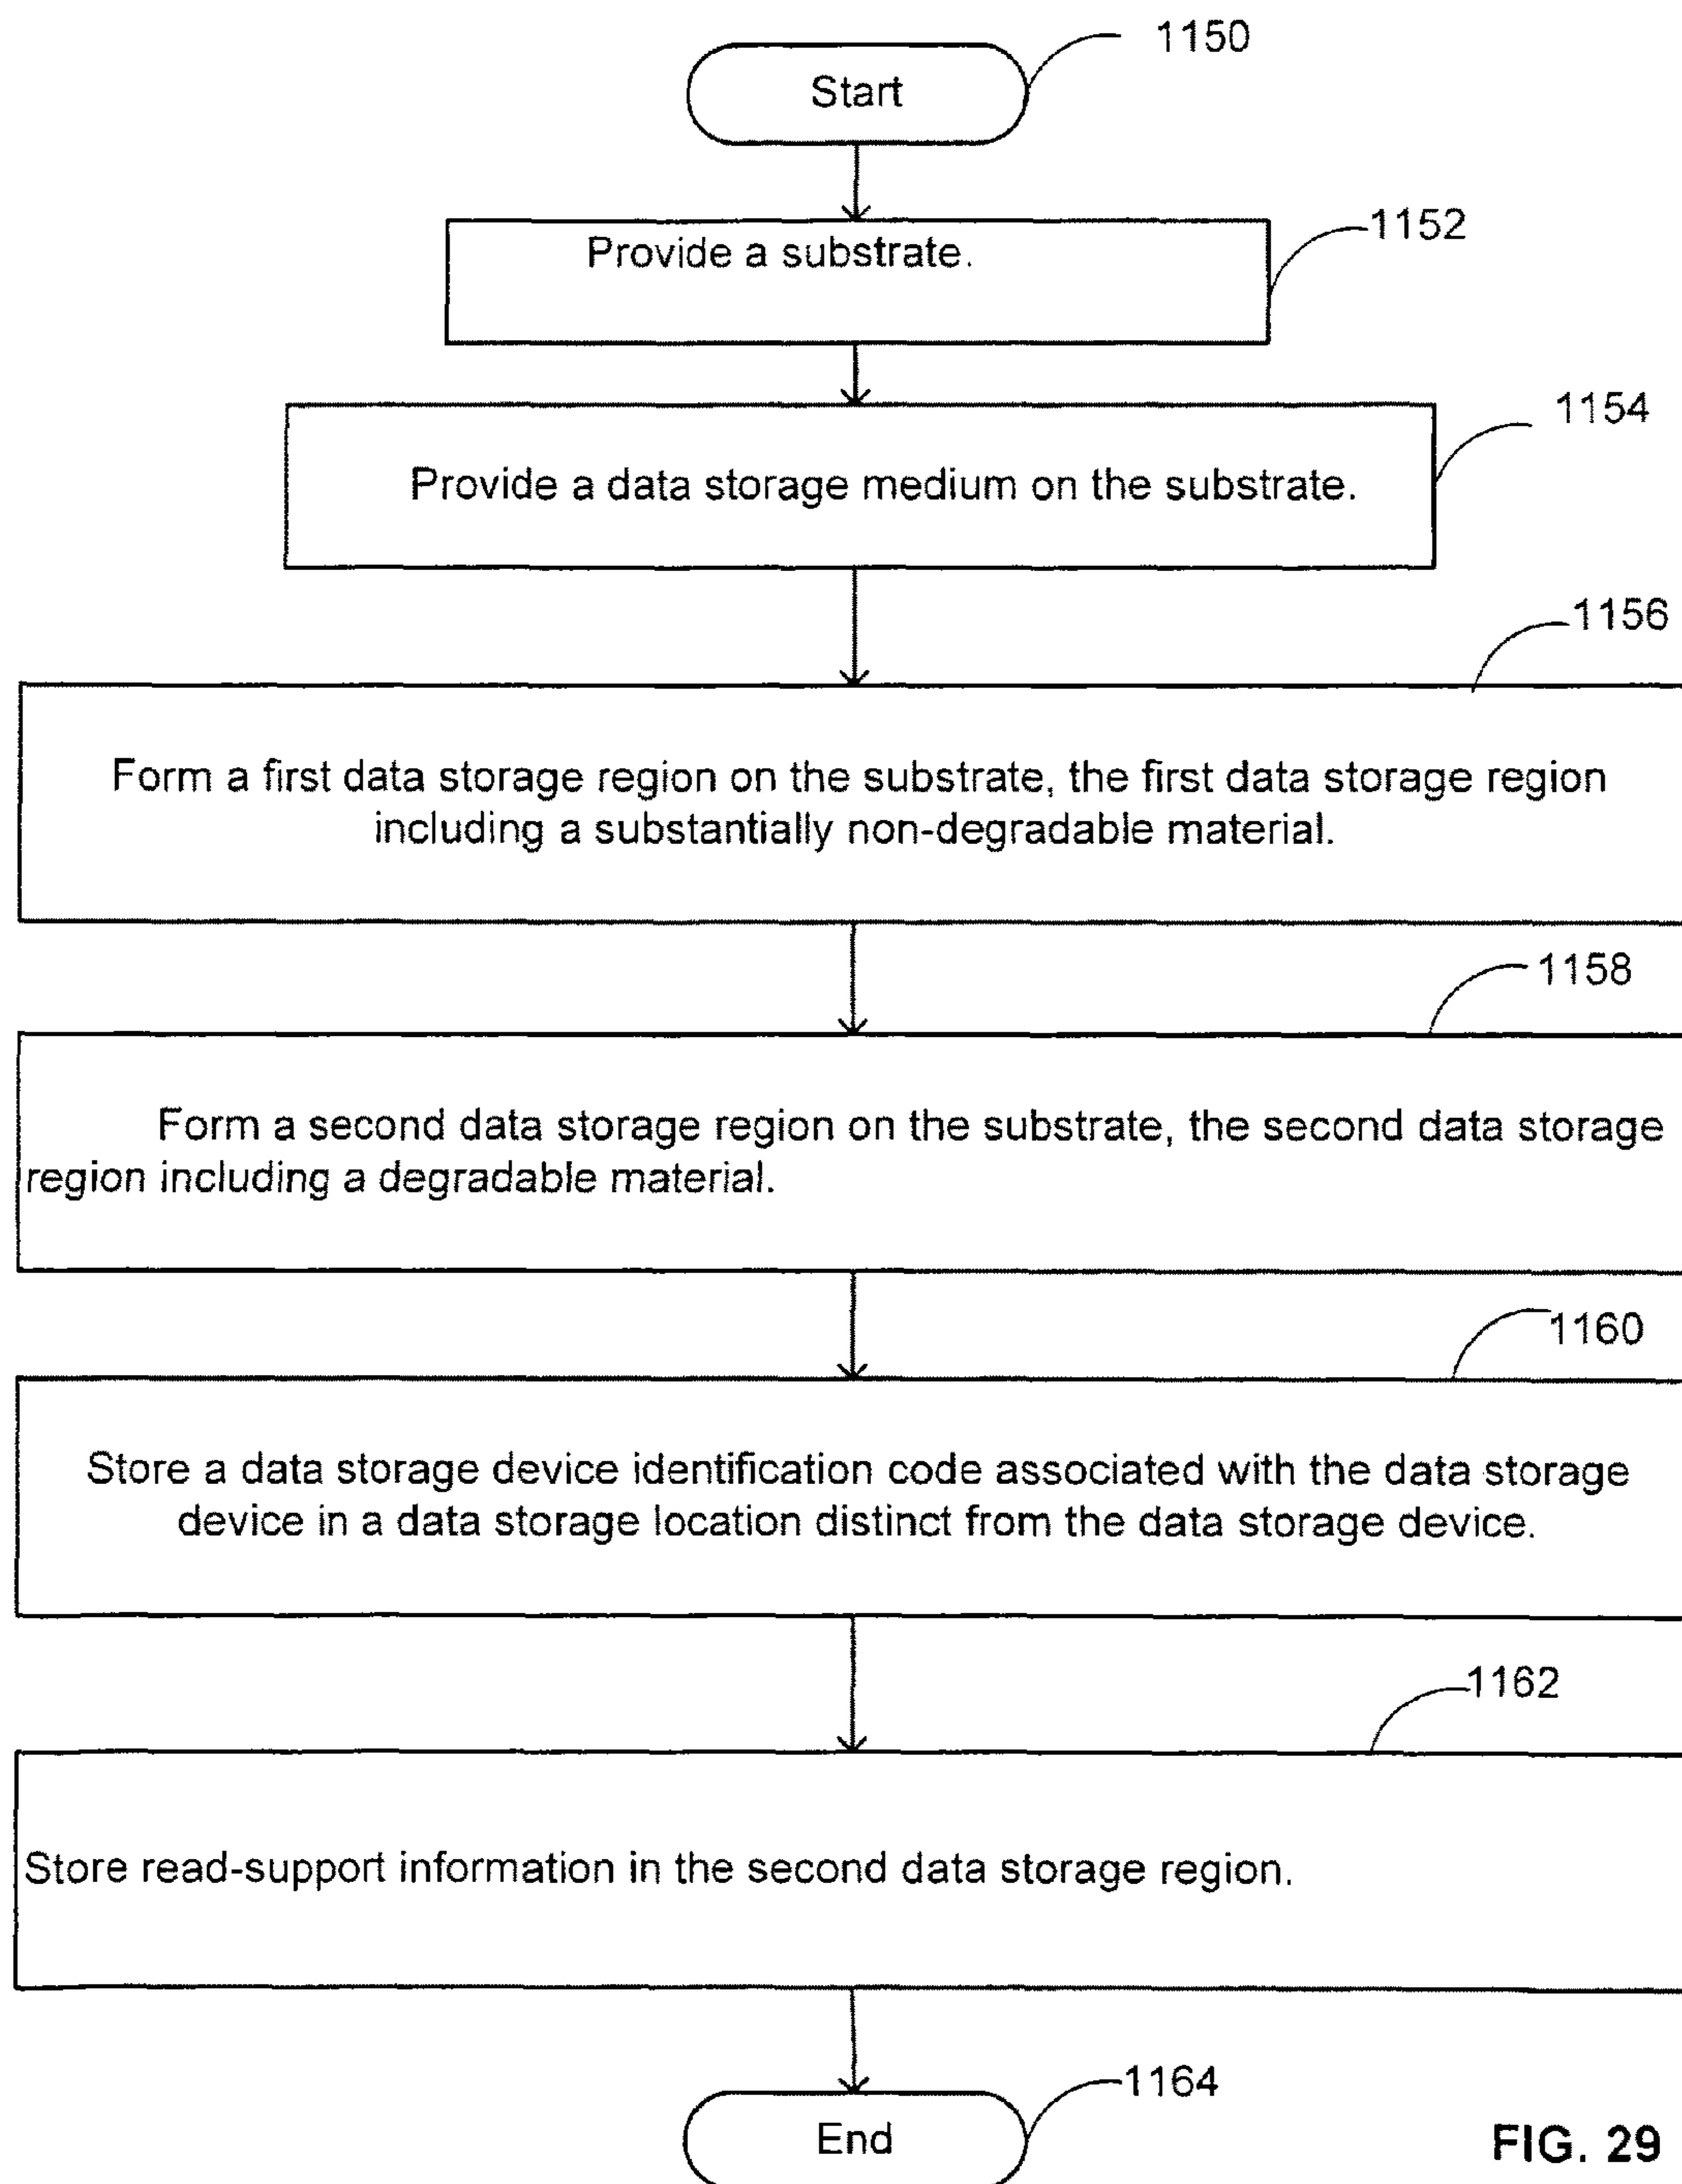 1150
Start
1152
Provide a substrate.
1154
Provide a data storage medium on the substrate.
1156
Form a first data storage region on the substrate, the first data storage region
including a substantially non-degradable material.
1158
Form a second data storage region on the substrate, the second data storage
region including a degradable material.
1160
Store a data storage device identification code associated with the data storage
device in a data storage location distinct from the data storage device.
1162
Store read-support information in the second data storage region.
1164
End
FIG. 29